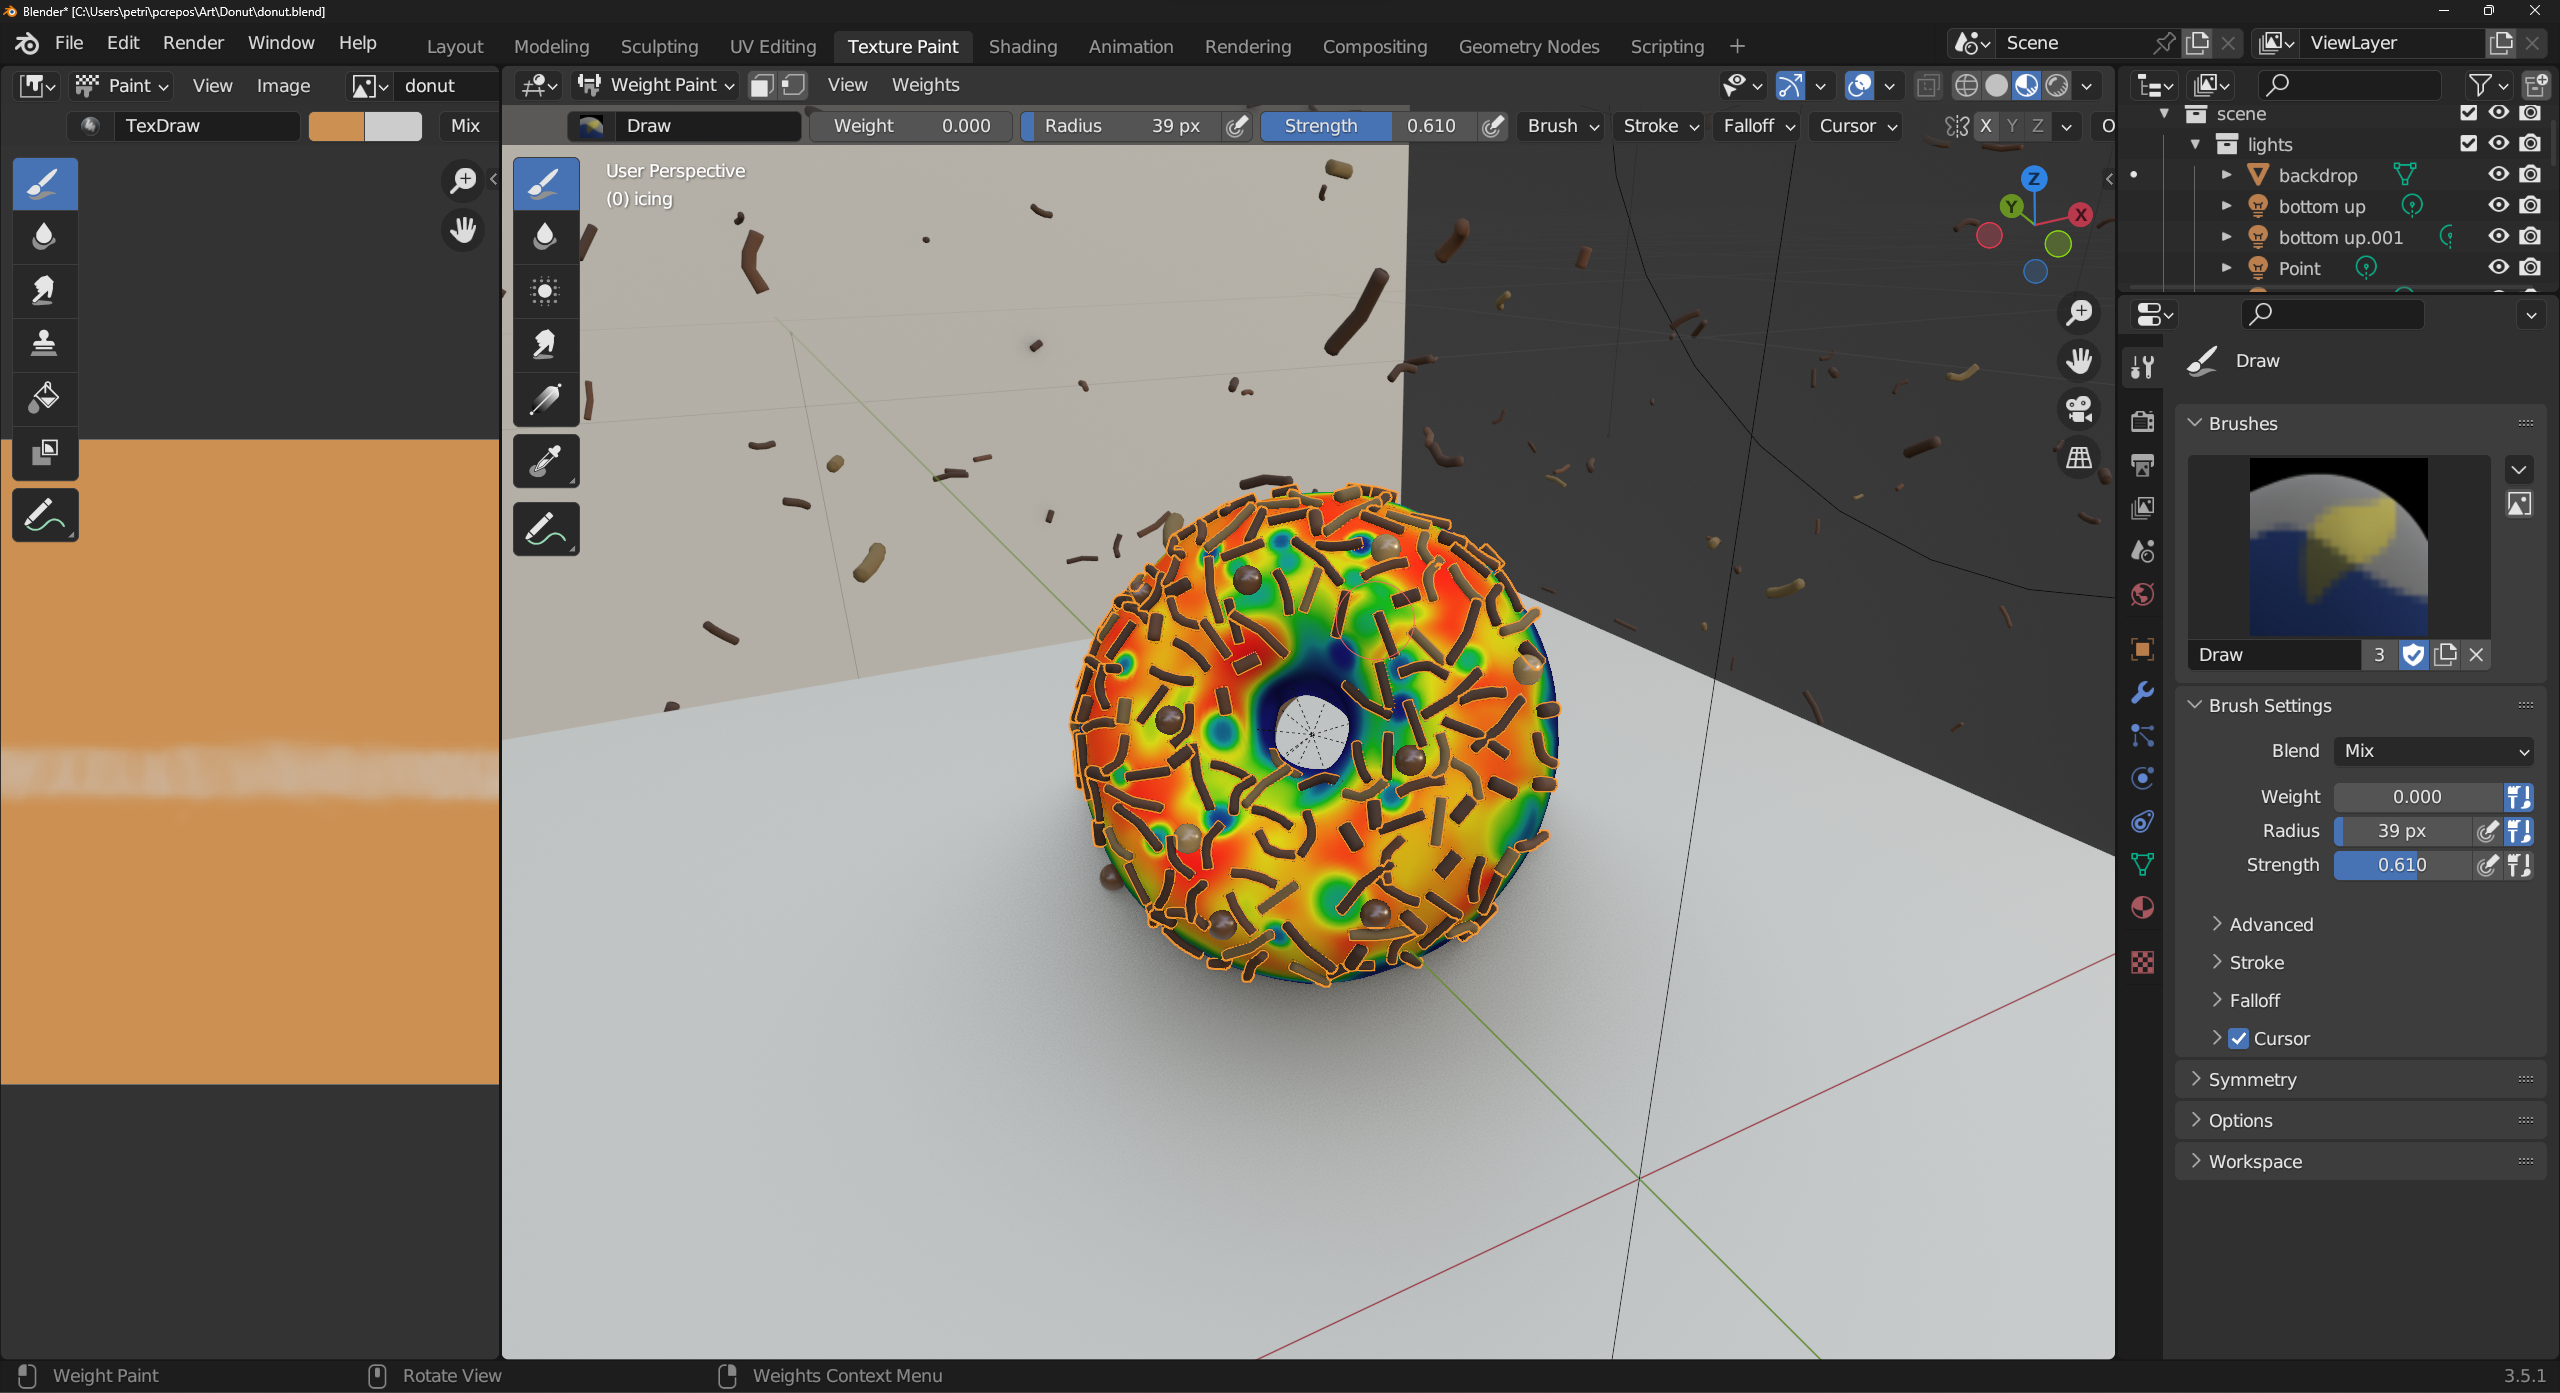 Blender* [C:\Users\petri\pcrepos\Art\Donut\donut.blend]
File Edit Render Window Help Layout Modeling Sculpting UV Editing Texture Paint Shading Animation Rendering Compositing Geometry Nodes Scripting + Scene ViewLayer
Paint View Image donut
Weight Paint View Weights
TexDraw Mix
Draw Weight 0.000 Radius 39 px Strength 0.610 Brush Stroke Falloff Cursor X Y Z O
User Perspective
(0) icing
Z
Y
X
scene
lights
backdrop
bottom up
bottom up.001
Point
Draw
Brushes
Draw 3
Brush Settings
Blend Mix
Weight 0.000
Radius 39 px
Strength 0.610
Advanced
Stroke
Falloff
Cursor
Symmetry
Options
Workspace
Weight Paint Rotate View Weights Context Menu 3.5.1